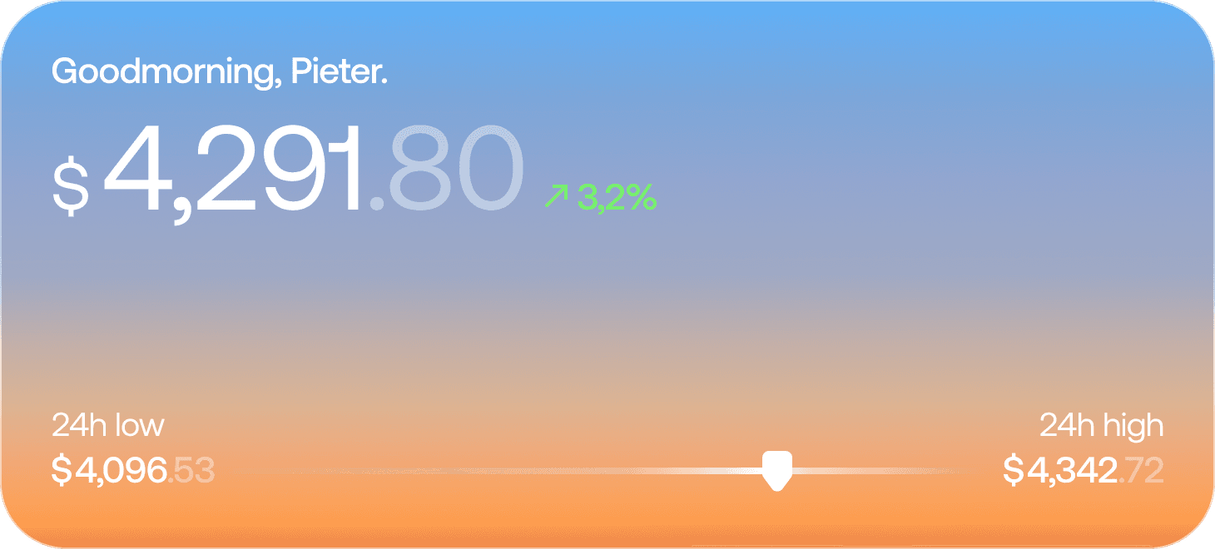 Goodmorning, Pieter.
$4,291.80 ↗ 3,2%
24h low
$4,096.53
24h high
$4,342.72